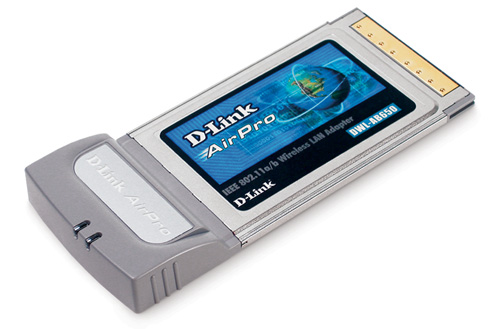 D-Link
AirPro
IEEE 802.11a/b Wireless LAN Adapter
D-Link
DWL-AB650
D-Link AirPro